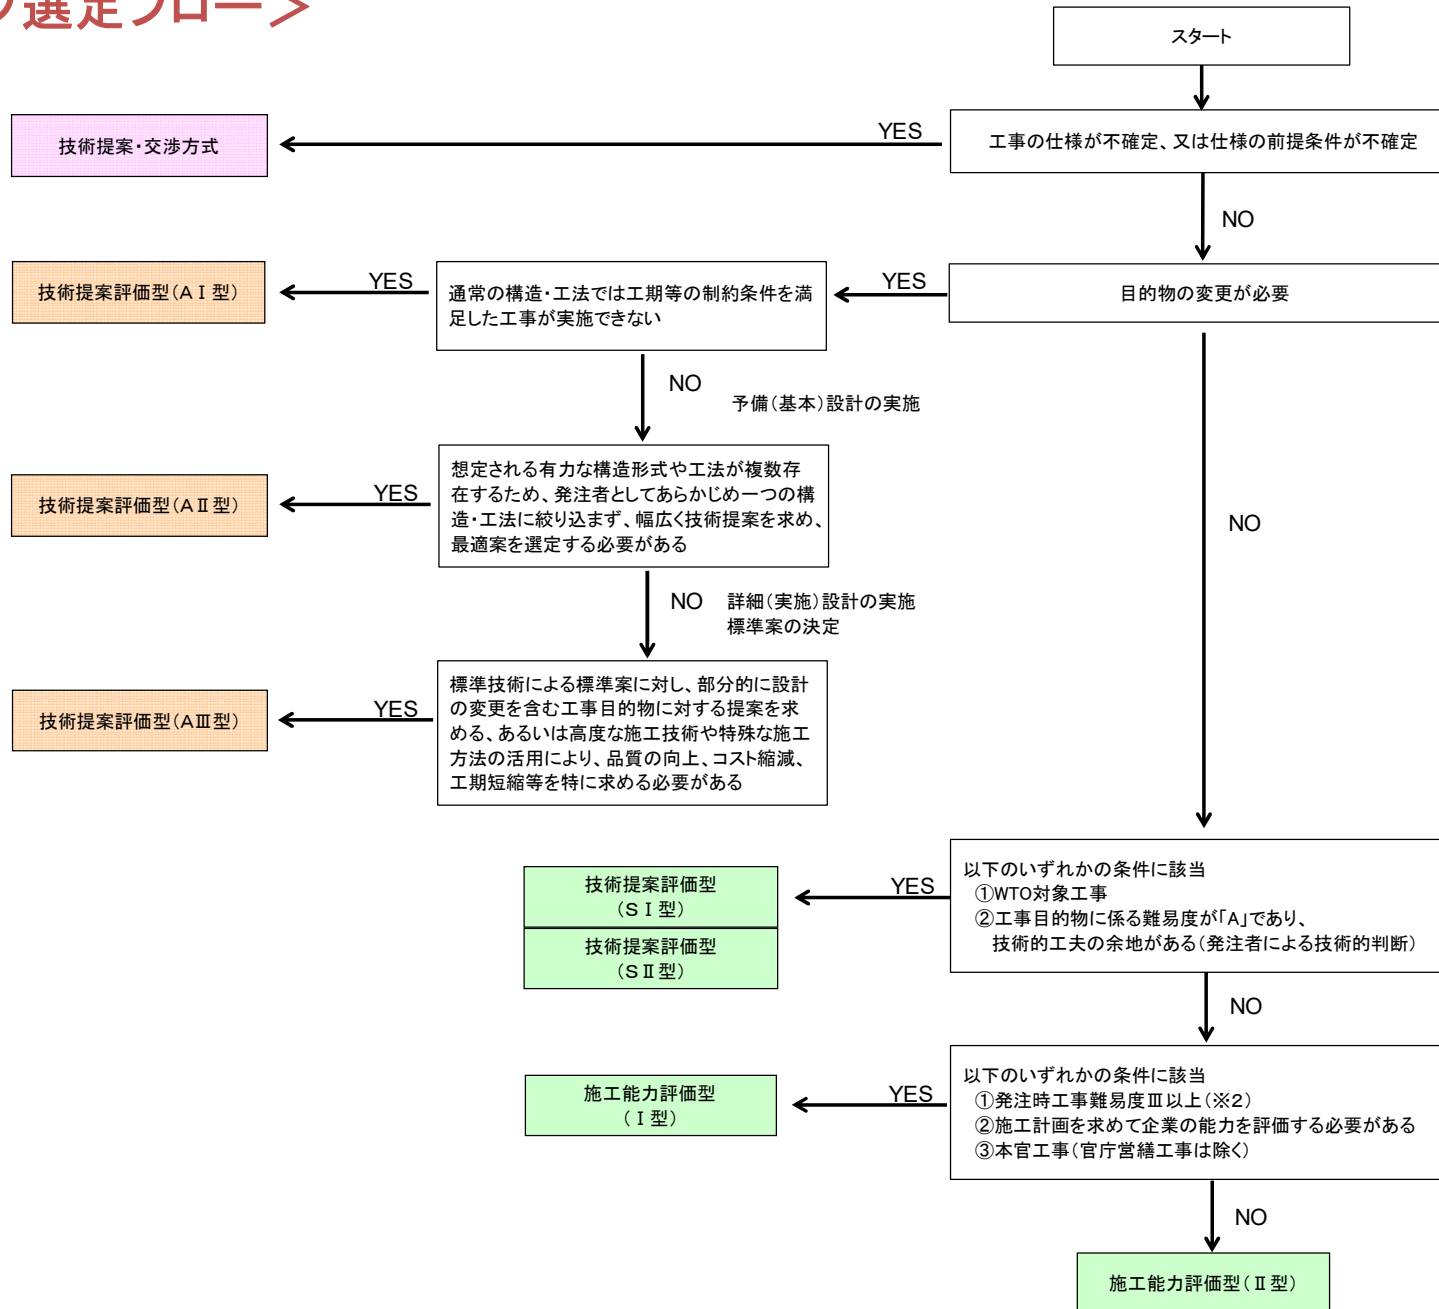 選定フロー＞
スタート
工事の仕様が不確定、又は仕様の前提条件が不確定
YES
技術提案・交渉方式
NO
目的物の変更が必要
YES
通常の構造・工法では工期等の制約条件を満
足した工事が実施できない
YES
技術提案評価型(AⅠ型)
NO
予備(基本)設計の実施
想定される有力な構造形式や工法が複数存
在するため、発注者としてあらかじめ一つの構
造・工法に絞り込まず、幅広く技術提案を求め、
最適案を選定する必要がある
YES
技術提案評価型(AⅡ型)
NO
NO 詳細(実施)設計の実施
標準案の決定
標準技術による標準案に対し、部分的に設計
の変更を含む工事目的物に対する提案を求
める、あるいは高度な施工技術や特殊な施工
方法の活用により、品質の向上、コスト縮減、
工期短縮等を特に求める必要がある
YES
技術提案評価型(AⅢ型)
以下のいずれかの条件に該当
①WTO対象工事
②工事目的物に係る難易度が「A」であり、
技術的工夫の余地がある(発注者による技術的判断)
YES
技術提案評価型
(SⅠ型)
技術提案評価型
(SⅡ型)
NO
以下のいずれかの条件に該当
①発注時工事難易度Ⅲ以上(※2)
②施工計画を求めて企業の能力を評価する必要がある
③本官工事(官庁営繕工事は除く)
YES
施工能力評価型
(Ⅰ型)
NO
施工能力評価型(Ⅱ型)